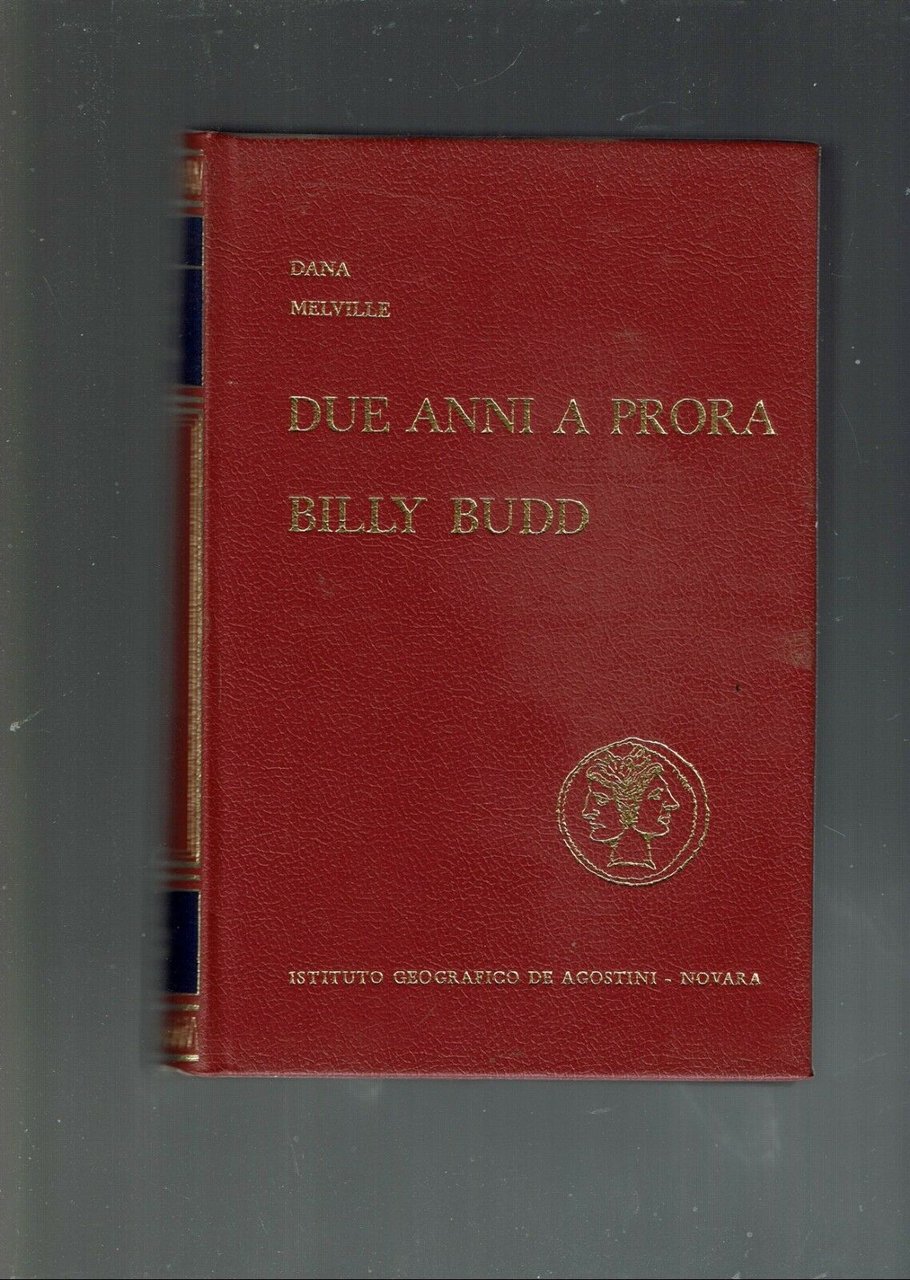 DANA
MELVILLE
DUE ANNI A PRORA
BILLY BUDD
ISTITUTO GEOGRAFICO DE AGOSTINI - NOVARA